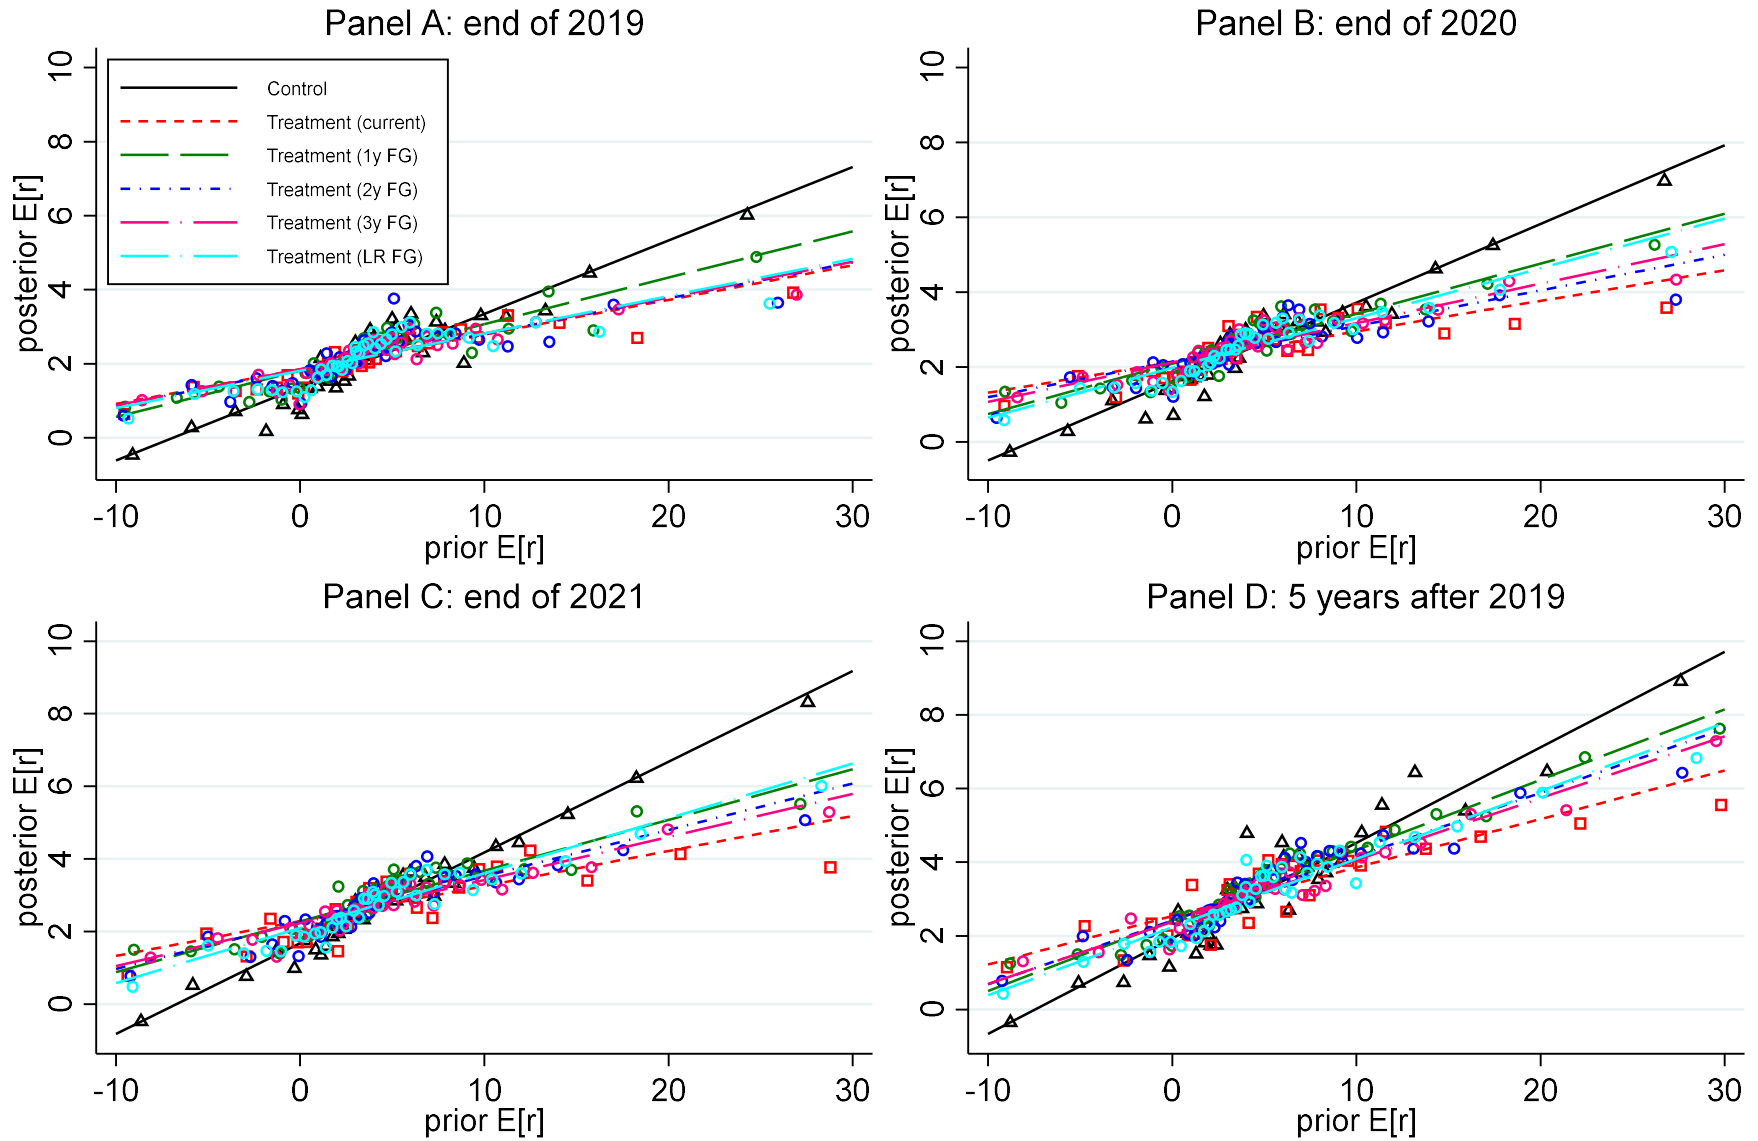 Panel A: end of 2019
posterior E[r]
10
8
6
4
2
0
Control
Treatment (current)
Treatment (1y FG)
Treatment (2y FG)
Treatment (3y FG)
Treatment (LR FG)
-10 0 10 20 30
prior E[r]
Panel B: end of 2020
posterior E[r]
10
8
6
4
2
0
-10 0 10 20 30
prior E[r]
Panel C: end of 2021
posterior E[r]
10
8
6
4
2
0
-10 0 10 20 30
prior E[r]
Panel D: 5 years after 2019
posterior E[r]
10
8
6
4
2
0
-10 0 10 20 30
prior E[r]